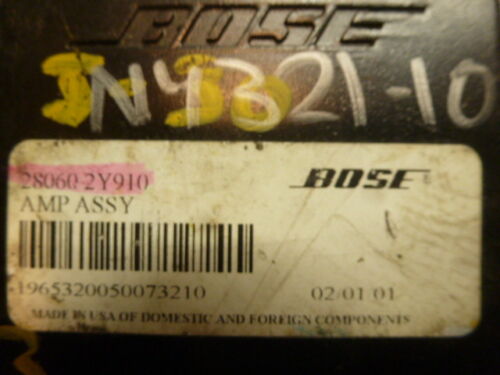 BOSE
NY321-10
28060-2Y910
BOSE
AMP ASSY
1965320050073210
02/01 01
MADE IN USA OF DOMESTIC AND FOREIGN COMPONENTS